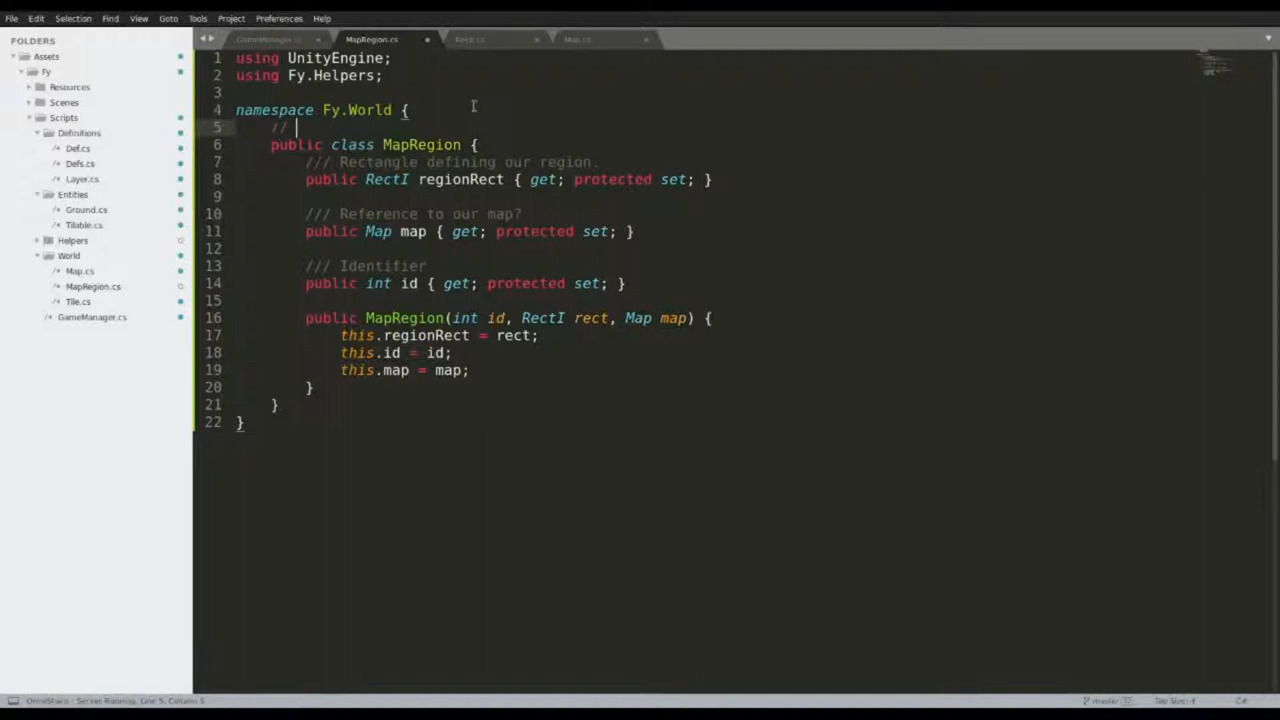 File Edit Selection Find View Goto Tools Project Preferences Help
FOLDERS
Assets
Fy
Resources
Scenes
Scripts
Definitions
Def.cs
Defs.cs
Layer.cs
Entities
Ground.cs
Tilable.cs
Helpers
World
Map.cs
MapRegion.cs
Tile.cs
GameManager.cs
MapRegion.cs Map.cs
1 using UnityEngine;
2 using Fy.Helpers;
3
4 namespace Fy.World {
5 //
6 public class MapRegion {
7 /// Rectangle defining our region.
8 public RectI regionRect { get; protected set; }
9
10 /// Reference to our map?
11 public Map map { get; protected set; }
12
13 /// Identifier
14 public int id { get; protected set; }
15
16 public MapRegion(int id, RectI rect, Map map) {
17 this.regionRect = rect;
18 this.id = id;
19 this.map = map;
20 }
21 }
22 }
OmniSharp: Server Running, Line 5, Column 5 master Tab Size: 4 C#